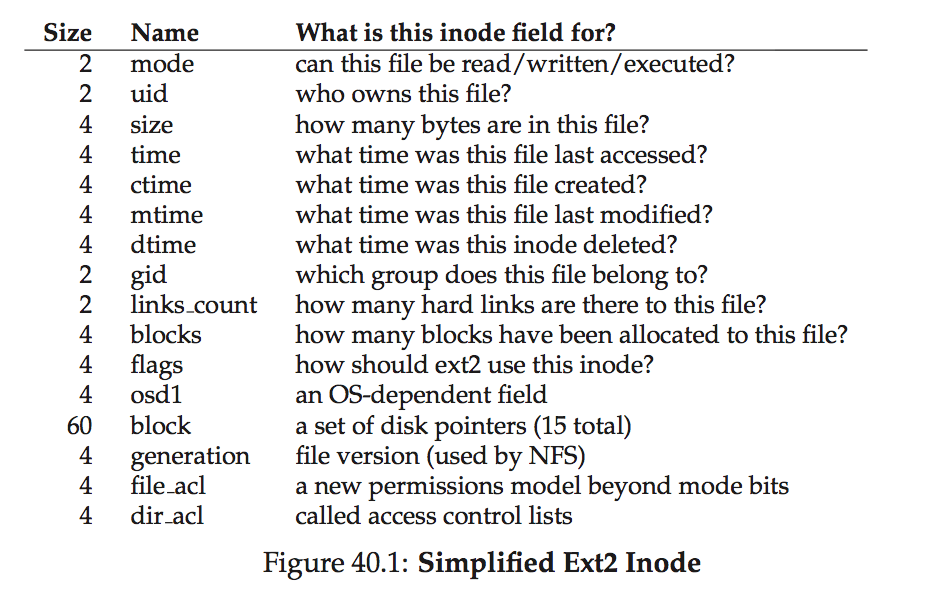 Size Name What is this inode field for?
2 mode can this file be read/written/executed?
2 uid who owns this file?
4 size how many bytes are in this file?
4 time what time was this file last accessed?
4 ctime what time was this file created?
4 mtime what time was this file last modified?
4 dtime what time was this inode deleted?
2 gid which group does this file belong to?
2 links_count how many hard links are there to this file?
4 blocks how many blocks have been allocated to this file?
4 flags how should ext2 use this inode?
4 osd1 an OS-dependent field
60 block a set of disk pointers (15 total)
4 generation file version (used by NFS)
4 file_acl a new permissions model beyond mode bits
4 dir_acl called access control lists
Figure 40.1: Simplified Ext2 Inode